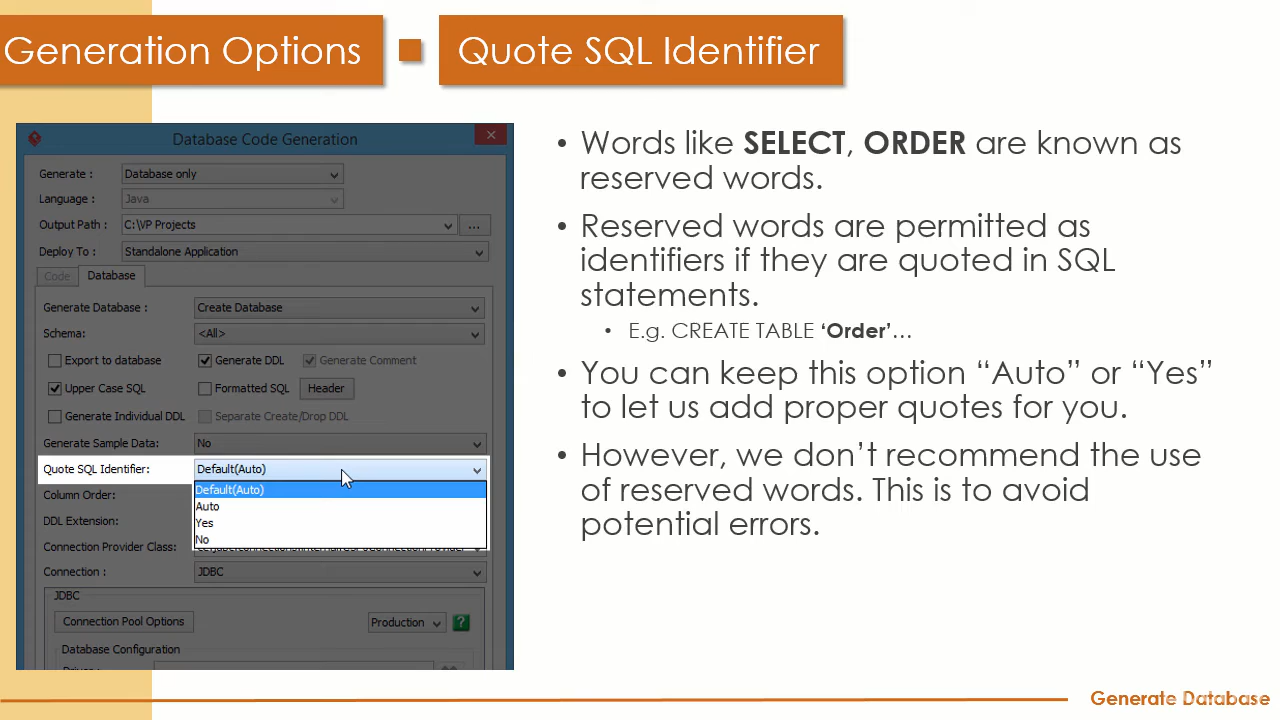 Generation Options
Quote SQL Identifier
Database Code Generation
Generate :
Database only
Language :
Java
Output Path :
C:\VP Projects
...
Deploy To :
Standalone Application
Code
Database
Generate Database :
Create Database
Schema:
<All>
Export to database
Generate DDL
Generate Comment
Upper Case SQL
Formatted SQL
Header
Generate Individual DDL
Separate Create/Drop DDL
Generate Sample Data:
No
Quote SQL Identifier:
Default(Auto)
Default(Auto)
Auto
Yes
No
Column Order:
DDL Extension:
Connection Provider Class:
Connection :
JDBC
JDBC
Connection Pool Options
Production
?
Database Configuration
• Words like SELECT, ORDER are known as
reserved words.
• Reserved words are permitted as
identifiers if they are quoted in SQL
statements.
• E.g. CREATE TABLE ‘Order’…
• You can keep this option “Auto” or “Yes”
to let us add proper quotes for you.
• However, we don’t recommend the use
of reserved words. This is to avoid
potential errors.
Generate Database